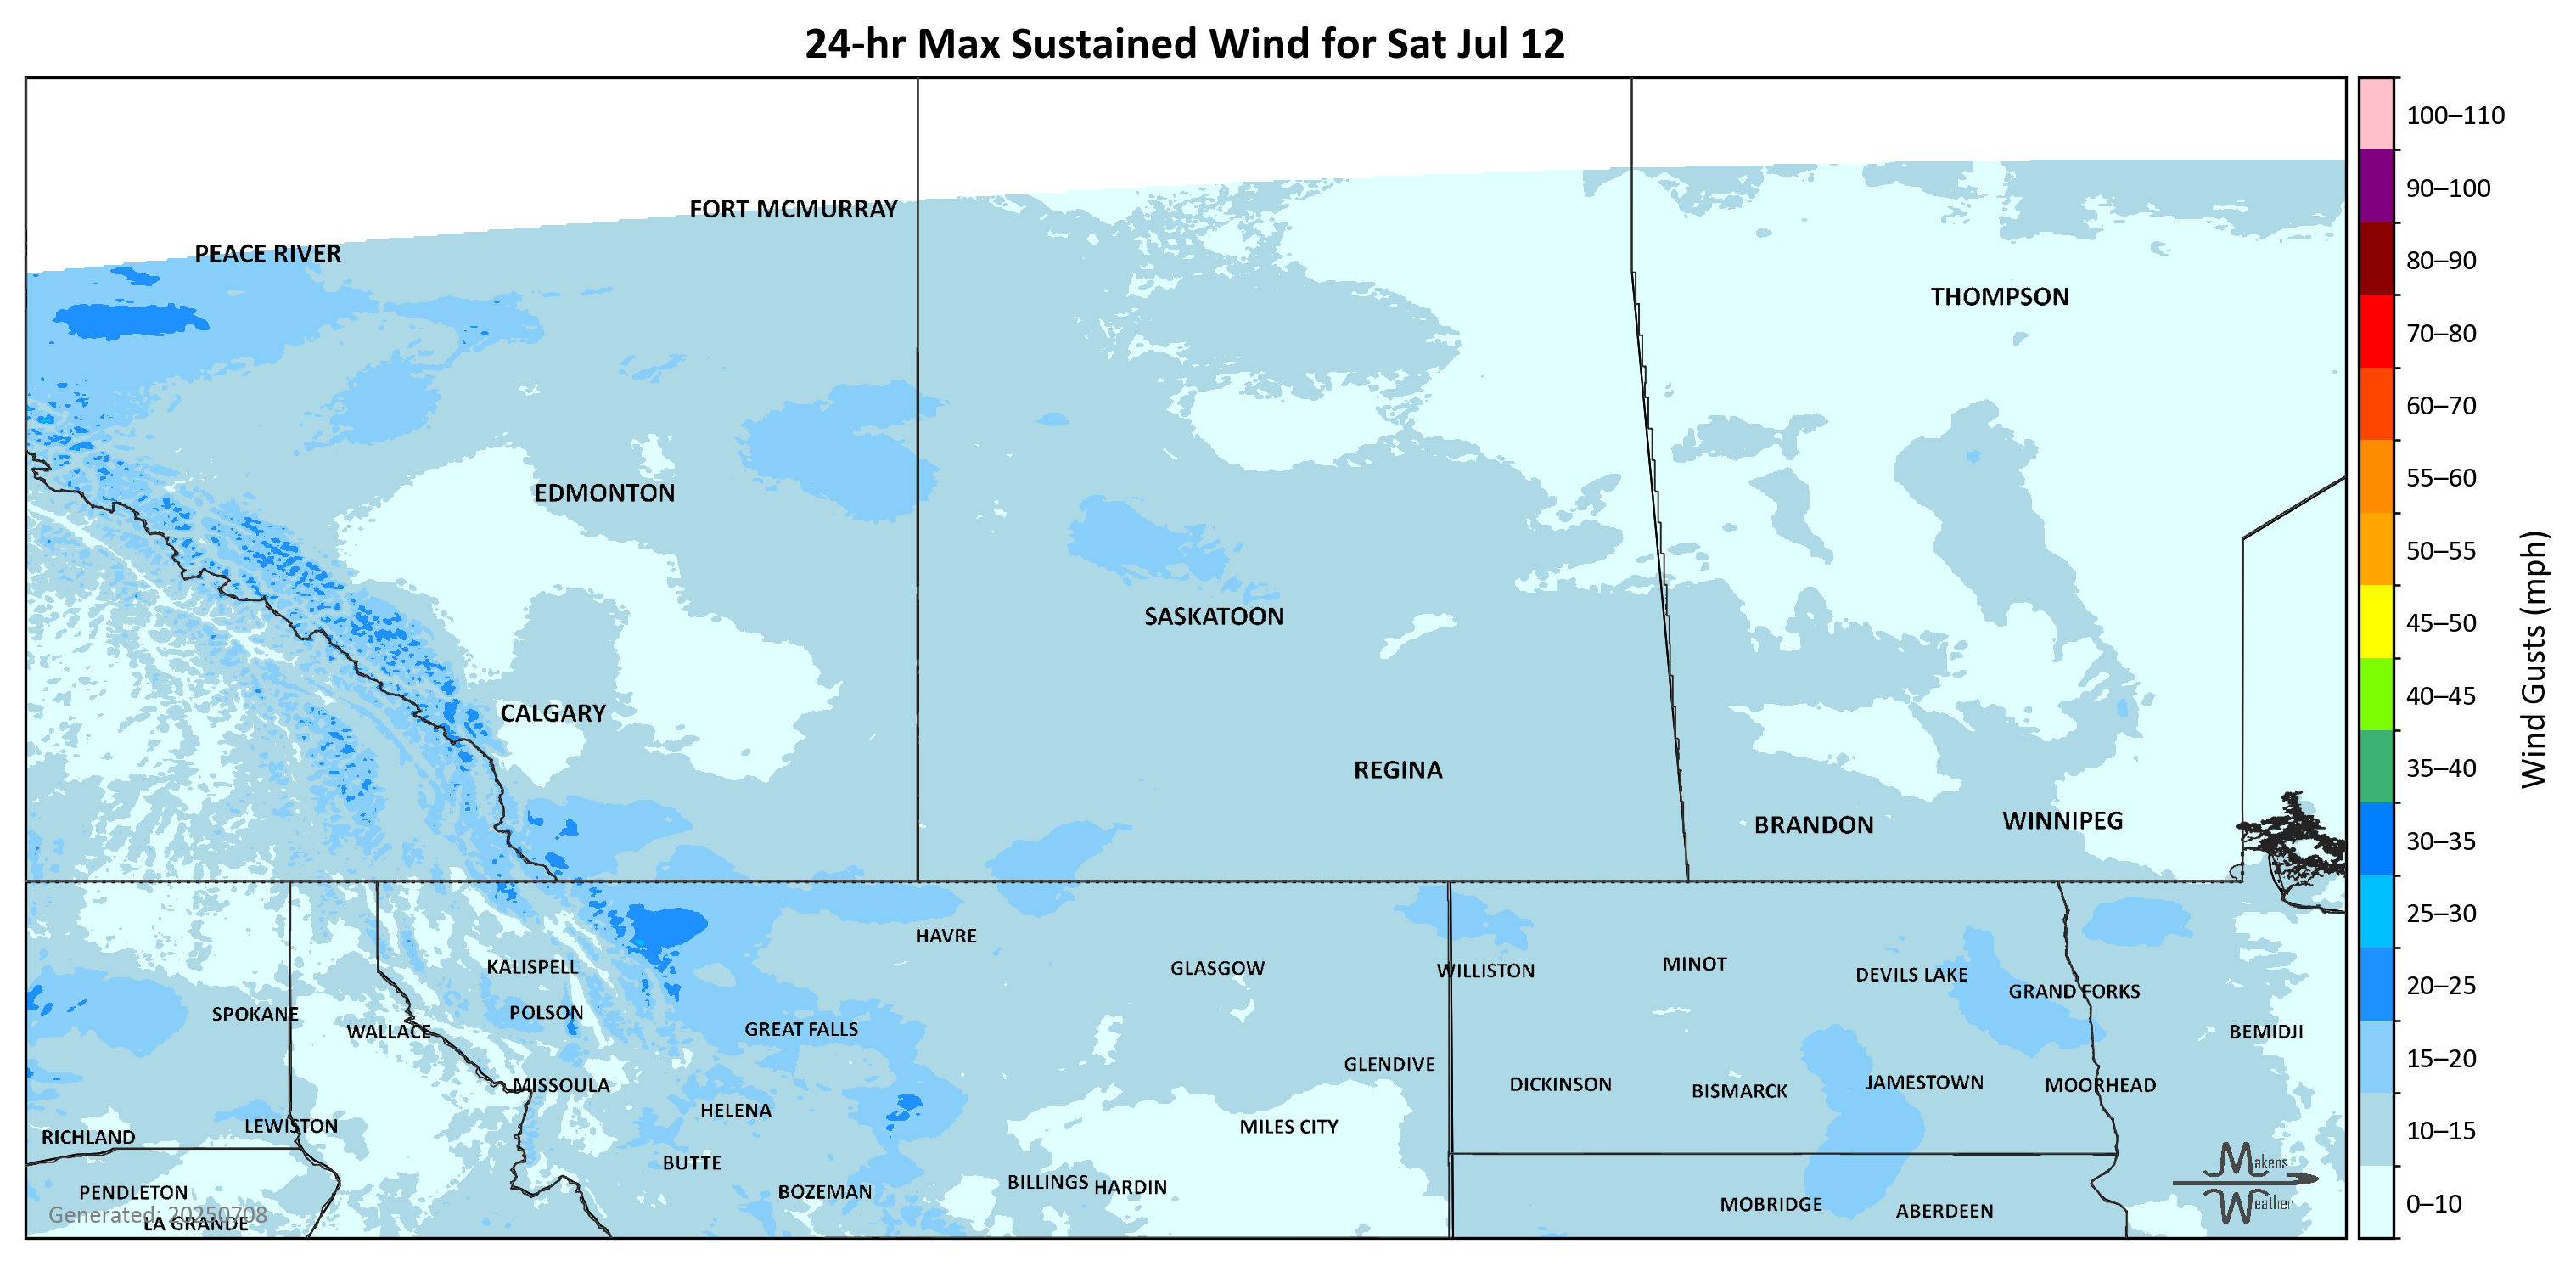 24-hr Max Sustained Wind for Sat Jul 12
100–110
90–100
80–90
70–80
60–70
55–60
50–55
45–50
40–45
35–40
30–35
25–30
20–25
15–20
10–15
0–10
Wind Gusts (mph)
FORT MCMURRAY
PEACE RIVER
THOMPSON
EDMONTON
SASKATOON
CALGARY
REGINA
BRANDON
WINNIPEG
HAVRE
KALISPELL
GLASGOW
WILLISTON
MINOT
DEVILS LAKE
GRAND FORKS
SPOKANE
POLSON
WALLACE
GREAT FALLS
BEMIDJI
GLENDIVE
MISSOULA
DICKINSON
BISMARCK
JAMESTOWN
MOORHEAD
HELENA
LEWISTON
MILES CITY
RICHLAND
BUTTE
BILLINGS
HARDIN
PENDLETON
BOZEMAN
MOBRIDGE
ABERDEEN
Generated: 20250708
LA GRANDE
Makens
Weather